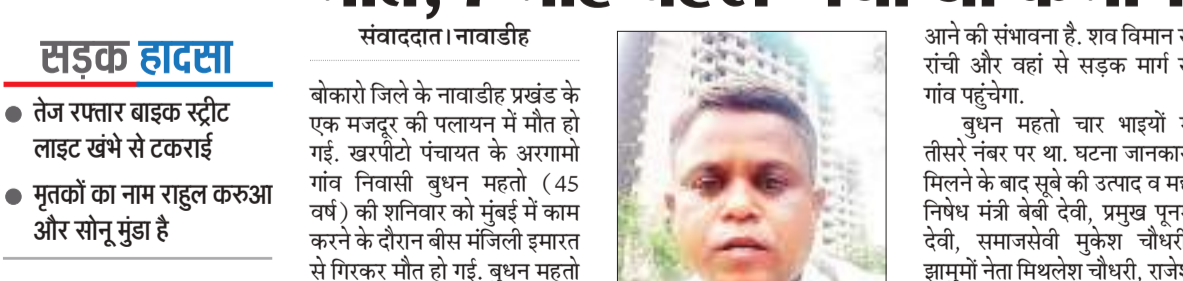 सड़क हादसा
● तेज रफ्तार बाइक स्ट्रीट
लाइट खंभे से टकराई
● मृतकों का नाम राहुल करुआ
और सोनू मुंडा है
संवाददात।नावाडीह
बोकारो जिले के नावाडीह प्रखंड के
एक मजदूर की पलायन में मौत हो
गई. खरपीटो पंचायत के अरगामो
गांव निवासी बुधन महतो (45
वर्ष) की शनिवार को मुंबई में काम
करने के दौरान बीस मंजिली इमारत
से गिरकर मौत हो गई. बुधन महतो
आने की संभावना है. शव विमान
रांची और वहां से सड़क मार्ग
गांव पहुंचेगा.
बुधन महतो चार भाइयों
तीसरे नंबर पर था. घटना
मिलने के बाद सूबे की उत्पाद व
निषेध मंत्री बेबी देवी, प्रमुख
देवी, समाजसेवी मुकेश
झामुमों नेता मिथलेश चौधरी,